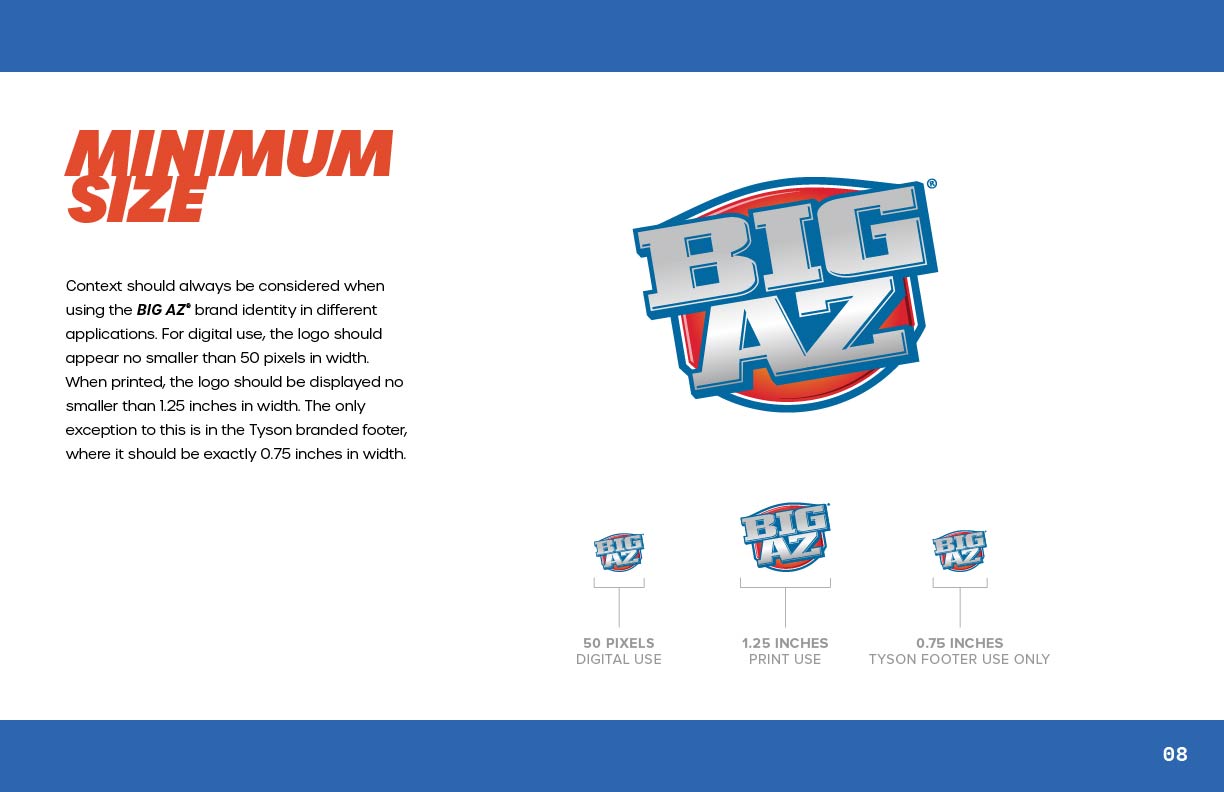 MINIMUM
SIZE
Context should always be considered when
using the BIG AZ® brand identity in different
applications. For digital use, the logo should
appear no smaller than 50 pixels in width.
When printed, the logo should be displayed no
smaller than 1.25 inches in width. The only
exception to this is in the Tyson branded footer,
where it should be exactly 0.75 inches in width.
BIG ®
AZ
BIG
AZ
BIG
AZ
BIG
AZ
50 PIXELS
DIGITAL USE
1.25 INCHES
PRINT USE
0.75 INCHES
TYSON FOOTER USE ONLY
08